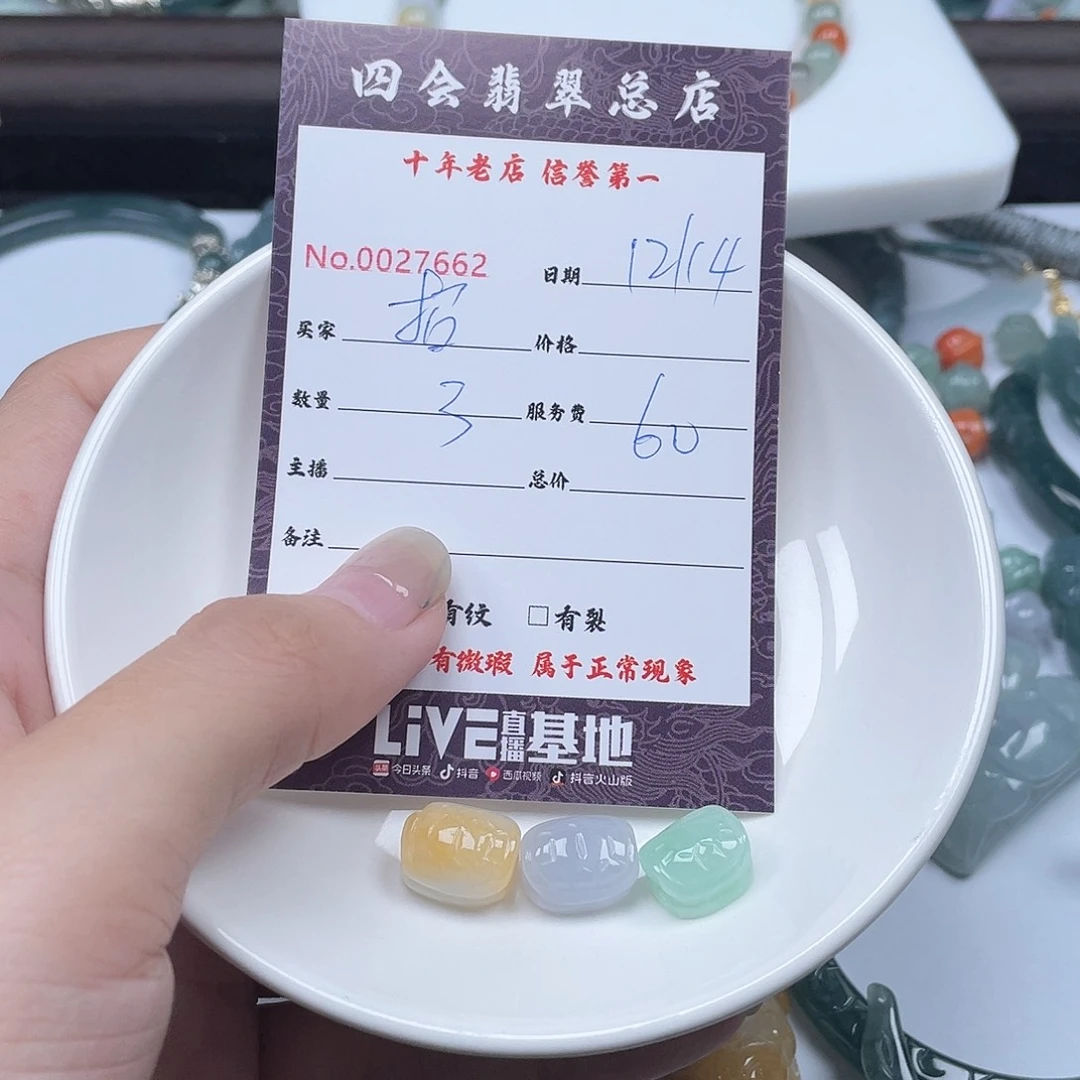 四会翡翠总店
十年老店 信誉第一
No.0027662 日期 12/14
买家 价格
数量 3 服务费 60
主播 总价
备注
有纹 □有裂
有微瑕 属于正常现象
LiVE直播基地
头条 今日头条 抖音 西瓜视频 抖音火山版